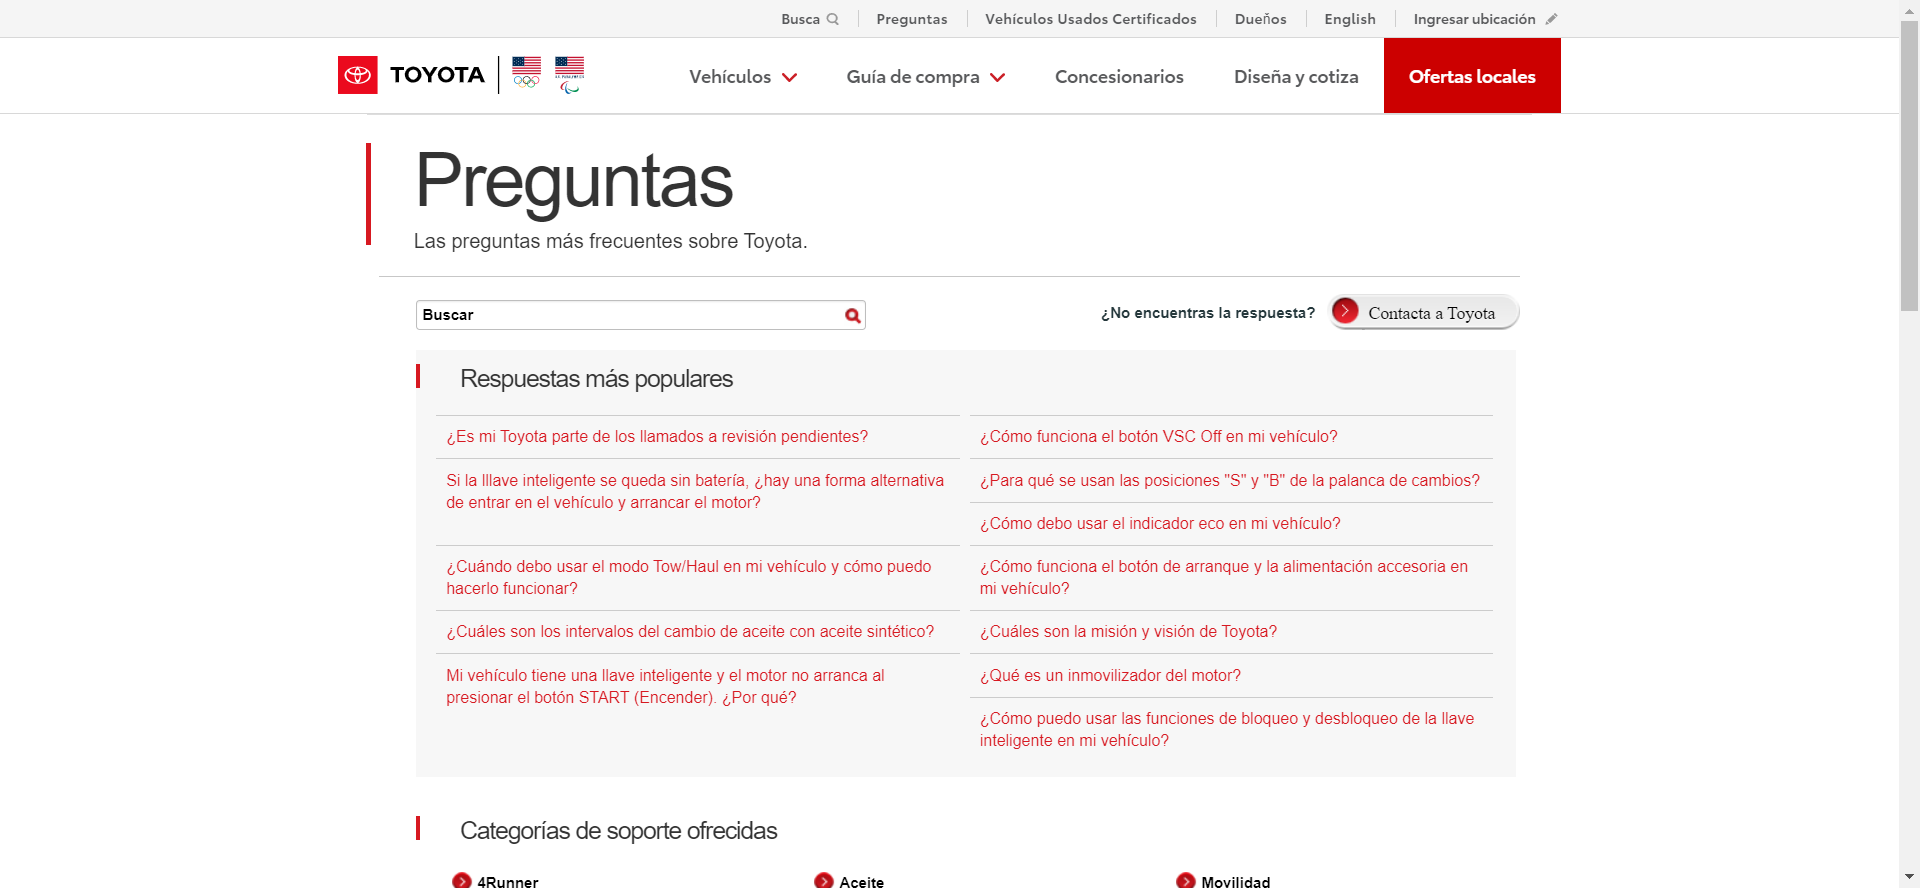 Busca
Preguntas
Vehículos Usados Certificados
Dueños
English
Ingresar ubicación
TOYOTA
Vehículos
Guía de compra
Concesionarios
Diseña y cotiza
Ofertas locales
Preguntas
Las preguntas más frecuentes sobre Toyota.
Buscar
¿No encuentras la respuesta?
Contacta a Toyota
Respuestas más populares
¿Es mi Toyota parte de los llamados a revisión pendientes?
Si la lllave inteligente se queda sin batería, ¿hay una forma alternativa
de entrar en el vehículo y arrancar el motor?
¿Cuándo debo usar el modo Tow/Haul en mi vehículo y cómo puedo
hacerlo funcionar?
¿Cuáles son los intervalos del cambio de aceite con aceite sintético?
Mi vehículo tiene una llave inteligente y el motor no arranca al
presionar el botón START (Encender). ¿Por qué?
¿Cómo funciona el botón VSC Off en mi vehículo?
¿Para qué se usan las posiciones "S" y "B" de la palanca de cambios?
¿Cómo debo usar el indicador eco en mi vehículo?
¿Cómo funciona el botón de arranque y la alimentación accesoria en
mi vehículo?
¿Cuáles son la misión y visión de Toyota?
¿Qué es un inmovilizador del motor?
¿Cómo puedo usar las funciones de bloqueo y desbloqueo de la llave
inteligente en mi vehículo?
Categorías de soporte ofrecidas
4Runner
Aceite
Movilidad